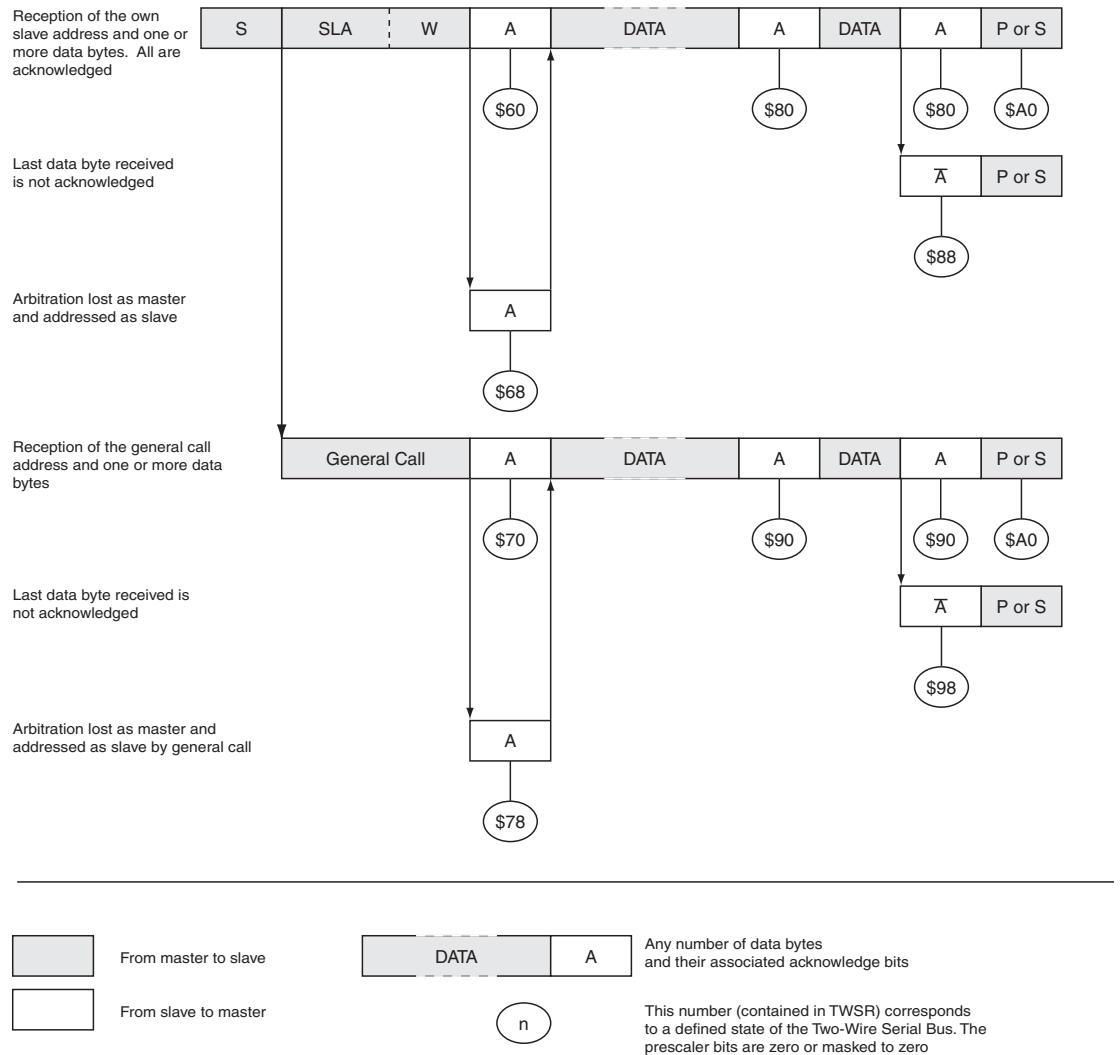 Reception of the own
slave address and one or
more data bytes. All are
acknowledged
S SLA W A DATA A DATA A P or S
$60 $80 $80 $A0
Last data byte received
is not acknowledged
A̅ P or S
$88
Arbitration lost as master
and addressed as slave
A
$68
Reception of the general call
address and one or more data
bytes
General Call A DATA A DATA A P or S
$70 $90 $90 $A0
Last data byte received is
not acknowledged
A̅ P or S
$98
Arbitration lost as master and
addressed as slave by general call
A
$78
From master to slave
DATA A
Any number of data bytes
and their associated acknowledge bits
From slave to master
n
This number (contained in TWSR) corresponds
to a defined state of the Two-Wire Serial Bus. The
prescaler bits are zero or masked to zero